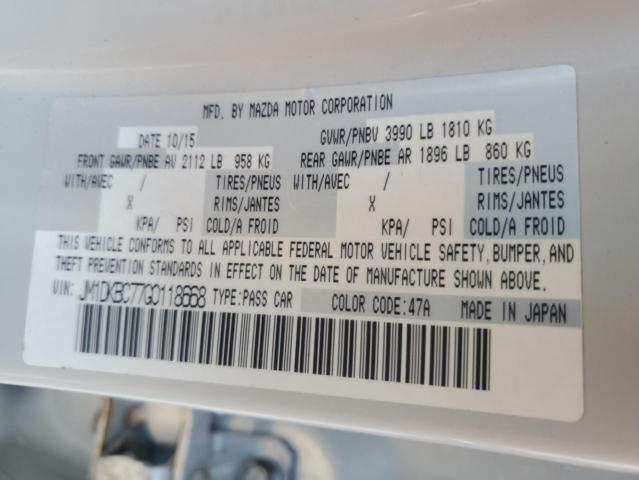 MFD. BY MAZDA MOTOR CORPORATION
DATE 10/15 GVWR/PNBV 3990 LB 1810 KG
FRONT GAWR/PNBE AV 2112 LB 958 KG REAR GAWR/PNBE AR 1896 LB 860 KG
WITH/AVEC / TIRES/PNEUS WITH/AVEC / TIRES/PNEUS
X RIMS/JANTES X RIMS/JANTES
KPA/ PSI COLD/A FROID KPA/ PSI COLD/A FROID
THIS VEHICLE CONFORMS TO ALL APPLICABLE FEDERAL MOTOR VEHICLE SAFETY, BUMPER, AND
THEFT PREVENTION STANDARDS IN EFFECT ON THE DATE OF MANUFACTURE SHOWN ABOVE.
VIN: JM1DKBC77G0118668 TYPE: PASS CAR COLOR CODE: 47A MADE IN JAPAN